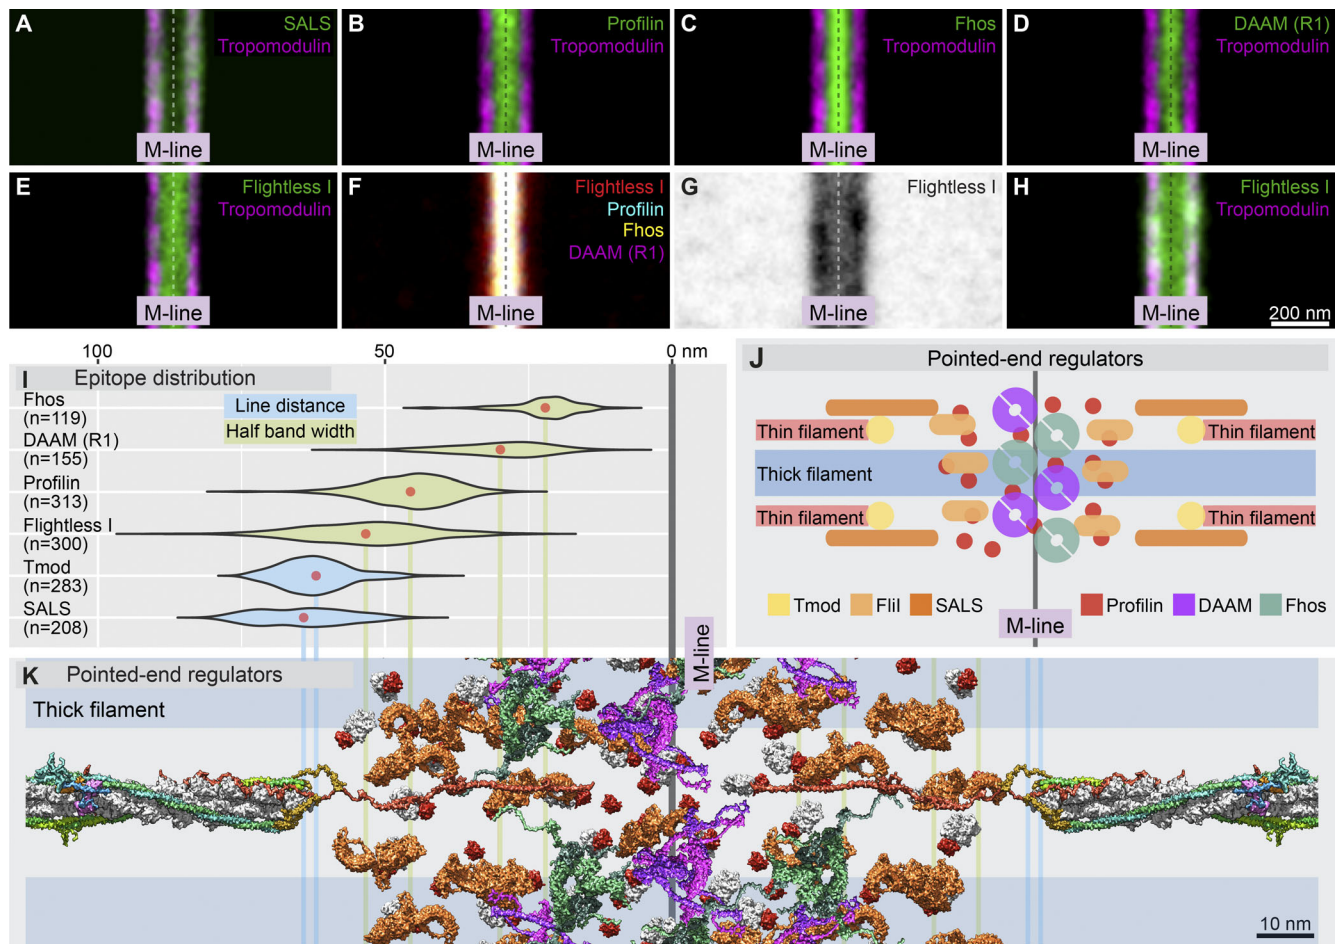 A
SALS
Tropomodulin
M-line
B
Profilin
Tropomodulin
M-line
C
Fhos
Tropomodulin
M-line
D
DAAM (R1)
Tropomodulin
M-line
E
Flightless I
Tropomodulin
M-line
F
Flightless I
Profilin
Fhos
DAAM (R1)
M-line
G
Flightless I
M-line
H
Flightless I
Tropomodulin
M-line
200 nm
100 50 0 nm
I Epitope distribution
Line distance
Half band width
Fhos
(n=119)
DAAM (R1)
(n=155)
Profilin
(n=313)
Flightless I
(n=300)
Tmod
(n=283)
SALS
(n=208)
M-line
J Pointed-end regulators
Thin filament Thin filament
Thick filament
Thin filament Thin filament
Tmod FliI SALS Profilin DAAM Fhos
M-line
K Pointed-end regulators
Thick filament
10 nm